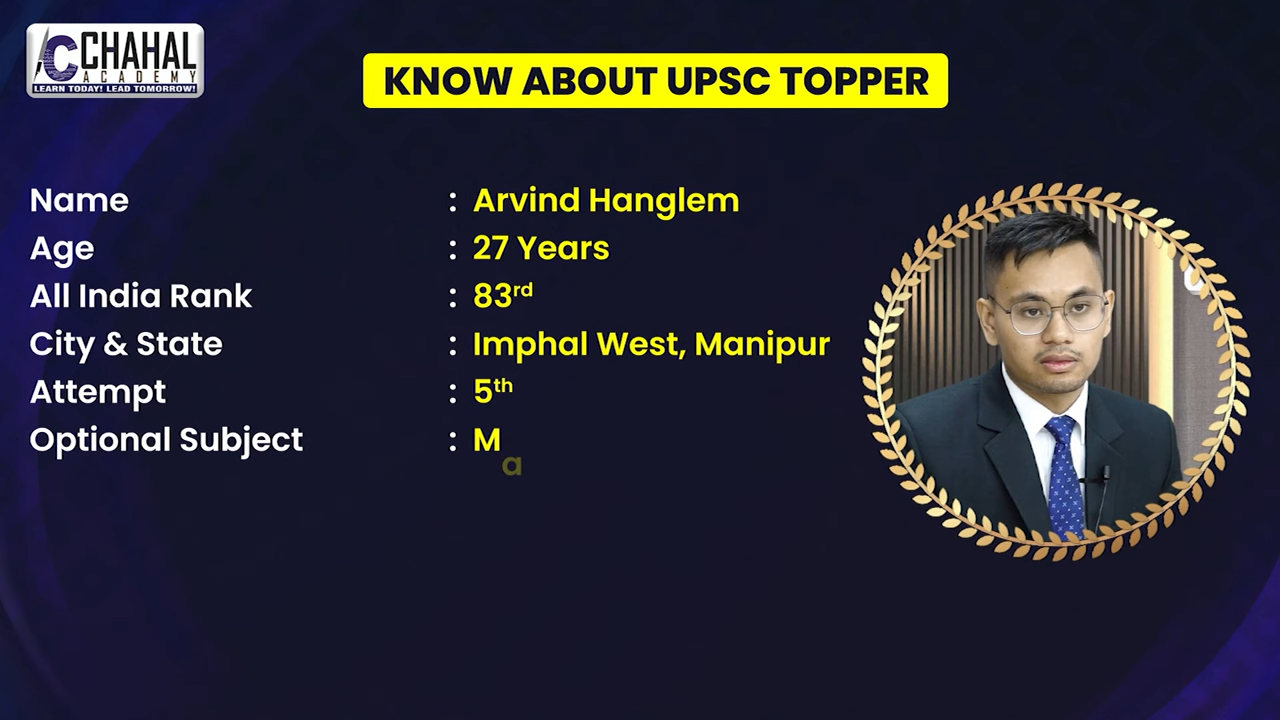 CHAHAL
ACADEMY
LEARN TODAY! LEAD TOMORROW!
KNOW ABOUT UPSC TOPPER
Name : Arvind Hanglem
Age : 27 Years
All India Rank : 83rd
City & State : Imphal West, Manipur
Attempt : 5th
Optional Subject : Ma